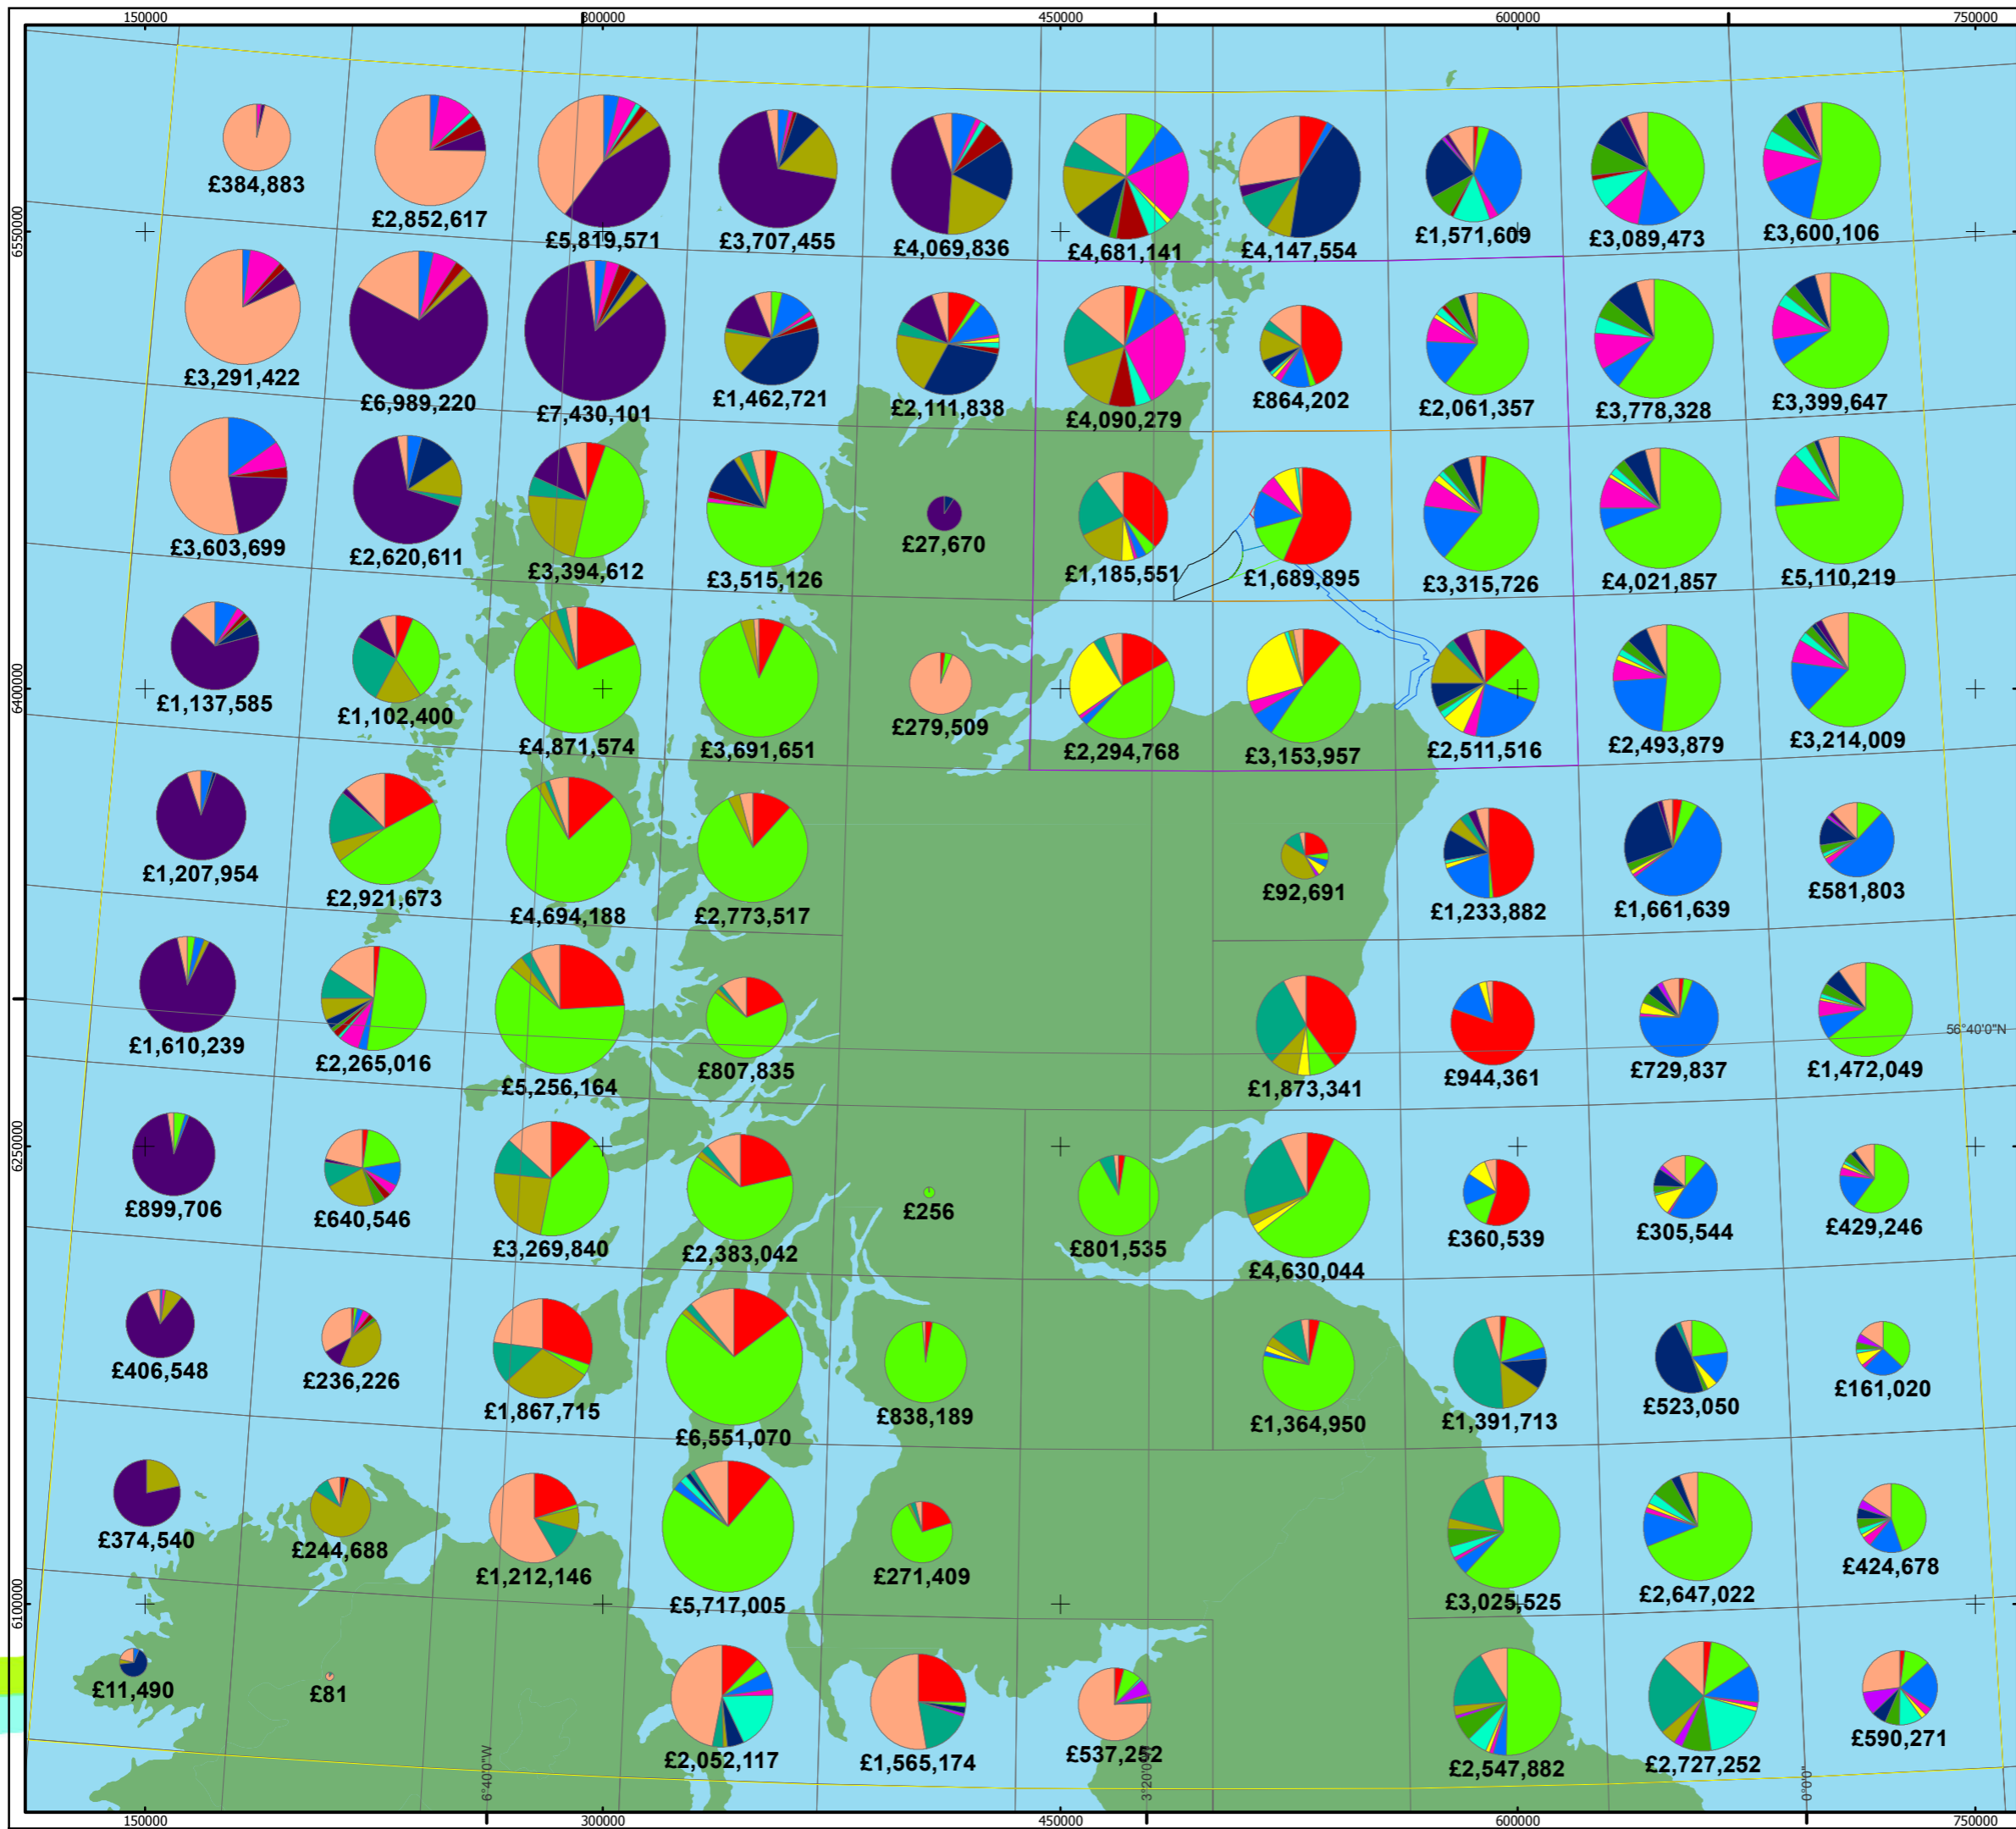 150000 300000 450000 600000 750000
£384,883 £2,852,617 £5,819,571 £3,707,455 £4,069,836 £4,681,141 £4,147,554 £1,571,609 £3,089,473 £3,600,106
6550000
£3,291,422 £6,989,220 £7,430,101 £1,462,721 £2,111,838 £4,090,279 £864,202 £2,061,357 £3,778,328 £3,399,647
£3,603,699 £2,620,611 £3,394,612 £3,515,126 £27,670 £1,185,551 £1,689,895 £3,315,726 £4,021,857 £5,110,219
6400000
£1,137,585 £1,102,400 £4,871,574 £3,691,651 £279,509 £2,294,768 £3,153,957 £2,511,516 £2,493,879 £3,214,009
£1,207,954 £2,921,673 £4,694,188 £2,773,517 £92,691 £1,233,882 £1,661,639 £581,803
56°40'0"N
£1,610,239 £2,265,016 £5,256,164 £807,835 £1,873,341 £944,361 £729,837 £1,472,049
6250000
£899,706 £640,546 £3,269,840 £2,383,042 £256 £801,535 £4,630,044 £360,539 £305,544 £429,246
£406,548 £236,226 £1,867,715 £6,551,070 £838,189 £1,364,950 £1,391,713 £523,050 £161,020
£374,540 £244,688 £1,212,146 £5,717,005 £271,409 £3,025,525 £2,647,022 £424,678
6100000
£11,490 £81 £2,052,117 £1,565,174 £537,252 £2,547,882 £2,727,252 £590,271
6°40'0"W 3°20'0"W 0°0'0"
150000 300000 450000 600000 750000